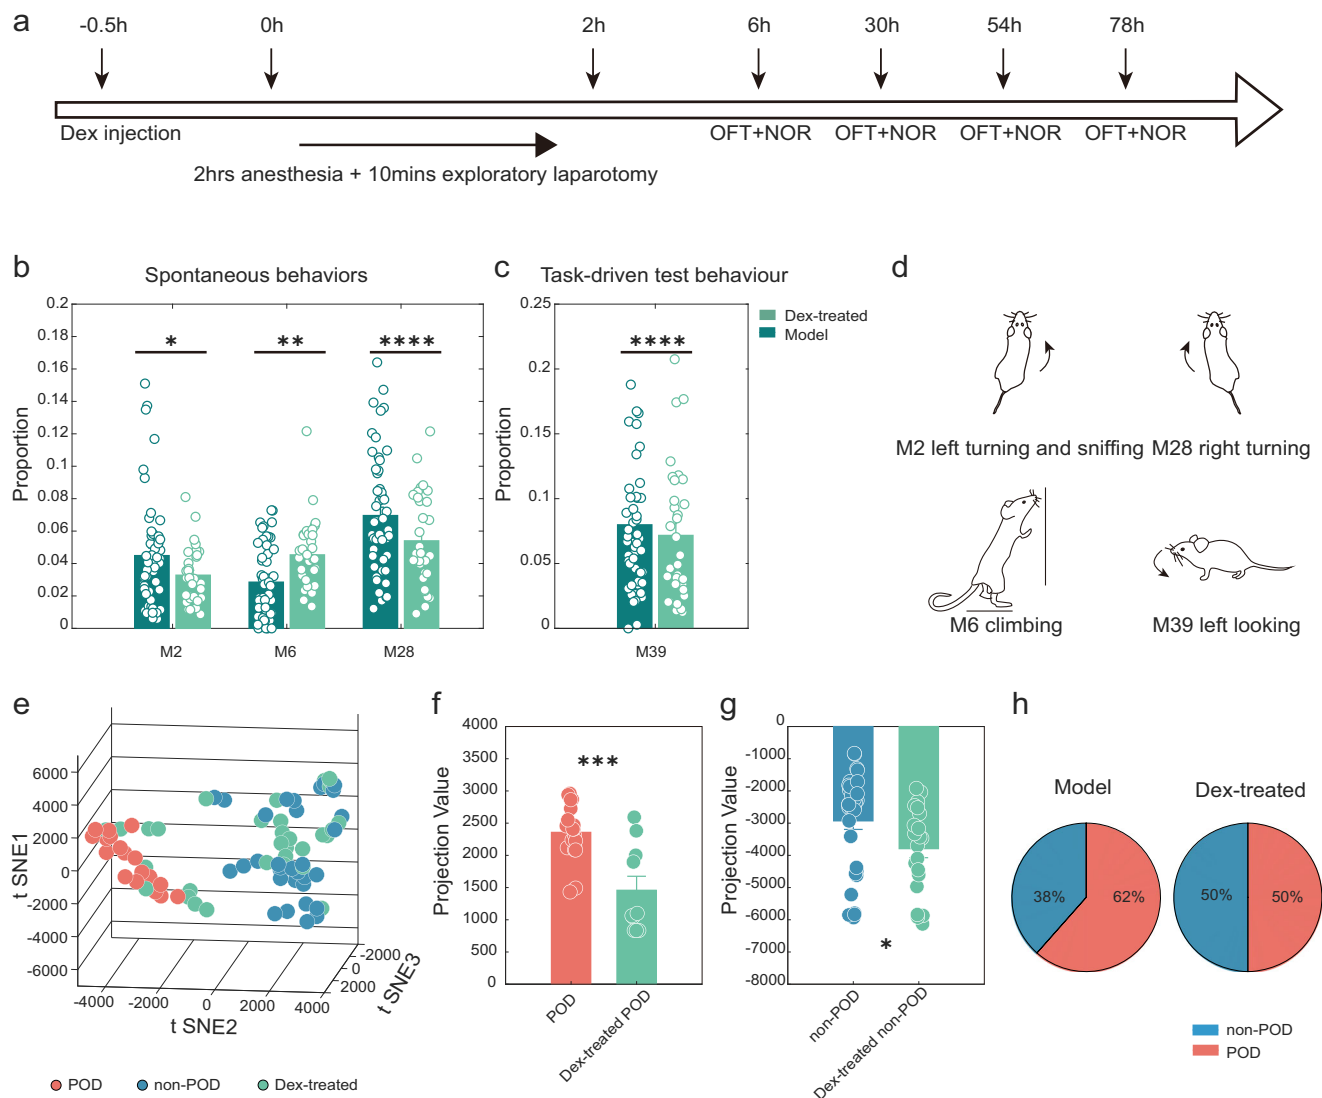 a
-0.5h 0h 2h 6h 30h 54h 78h
Dex injection OFT+NOR OFT+NOR OFT+NOR OFT+NOR
2hrs anesthesia + 10mins exploratory laparotomy
b
Spontaneous behaviors
Proportion
0.2
0.18
0.16
0.14
0.12
0.1
0.08
0.06
0.04
0.02
0
* ** ****
M2 M6 M28
c
Task-driven test behaviour
Proportion
0.25
0.2
0.15
0.1
0.05
0
****
M39
Dex-treated
Model
d
M2 left turning and sniffing M28 right turning
M6 climbing M39 left looking
e
t SNE1
6000
4000
2000
0
-2000
-4000
-6000
-4000 -2000 0 2000 4000
t SNE2
-2000
0
2000
t SNE3
POD non-POD Dex-treated
f
Projection Value
4000
3500
3000
2500
2000
1500
1000
500
0
***
POD
Dex-treated POD
g
Projection Value
0
-1000
-2000
-3000
-4000
-5000
-6000
-7000
-8000
*
non-POD
Dex-treated non-POD
h
Model Dex-treated
38% 62% 50% 50%
non-POD
POD